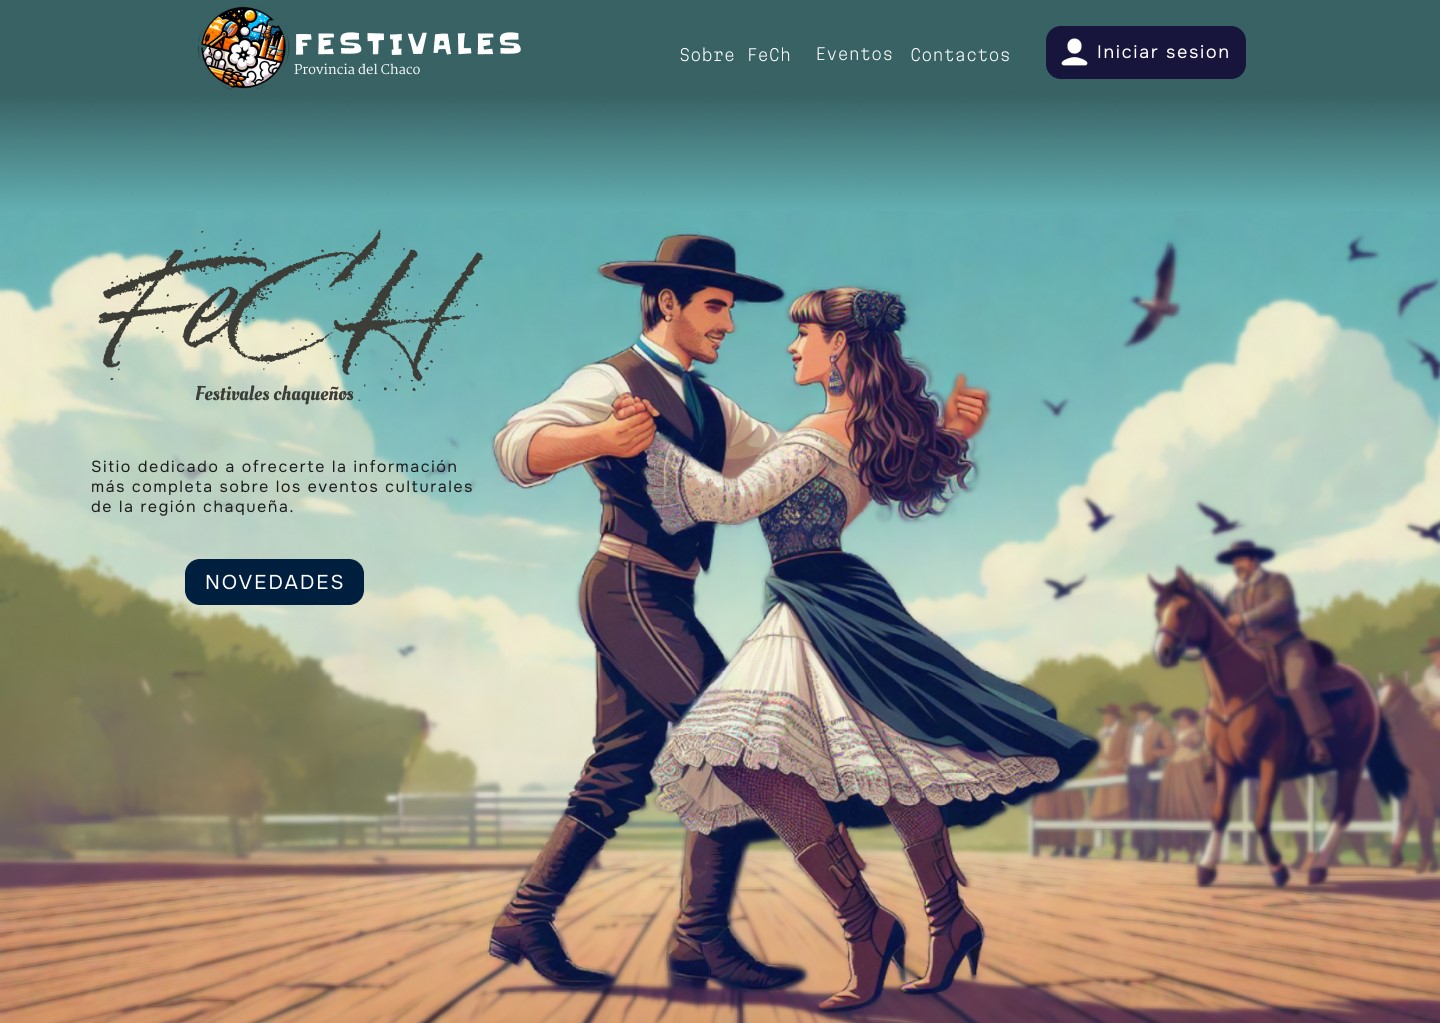 FESTIVALES
Provincia del Chaco
Sobre FeCh
Eventos
Contactos
Iniciar sesion
FeCH
Festivales chaqueños
Sitio dedicado a ofrecerte la información
más completa sobre los eventos culturales
de la región chaqueña.
NOVEDADES